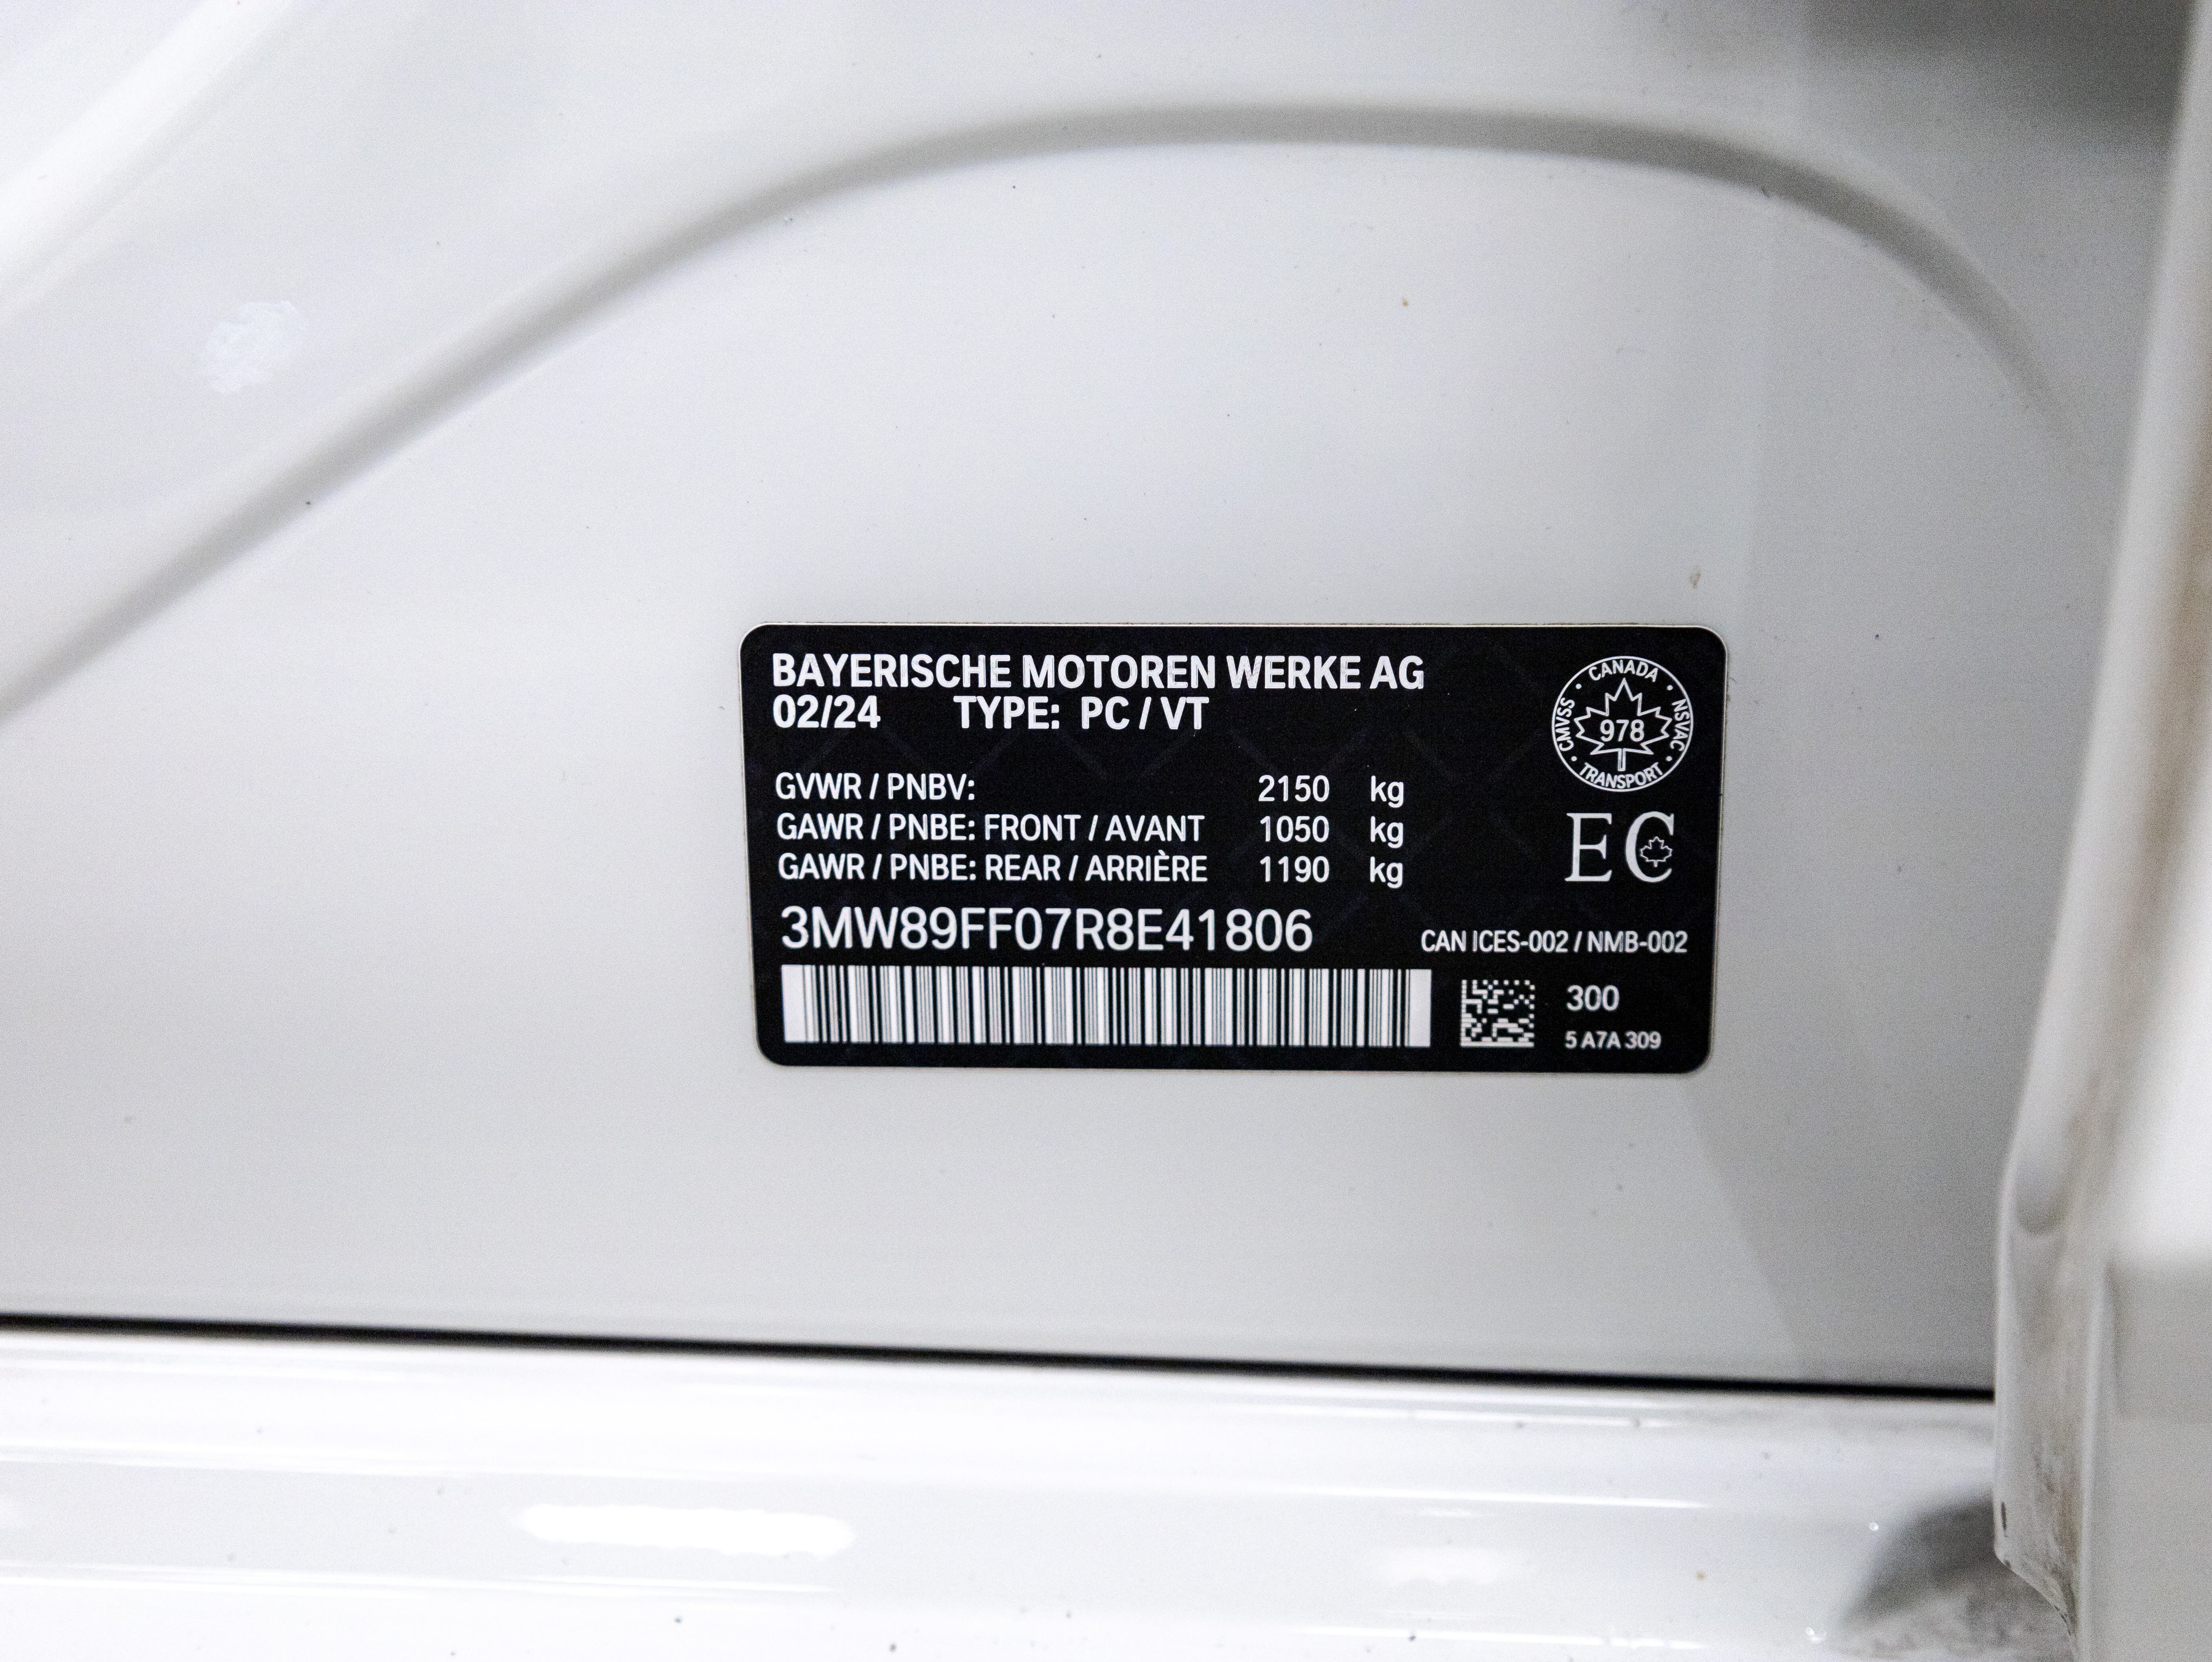 BAYERISCHE MOTOREN WERKE AG
02/24 TYPE: PC / VT
GVWR / PNBV: 2150 kg
GAWR / PNBE: FRONT / AVANT 1050 kg
GAWR / PNBE: REAR / ARRIÈRE 1190 kg
3MW89FF07R8E41806
CANADA
CMVSS
978
NSVAC
TRANSPORT
EC
CAN ICES-002 / NMB-002
300
5 A7A 309